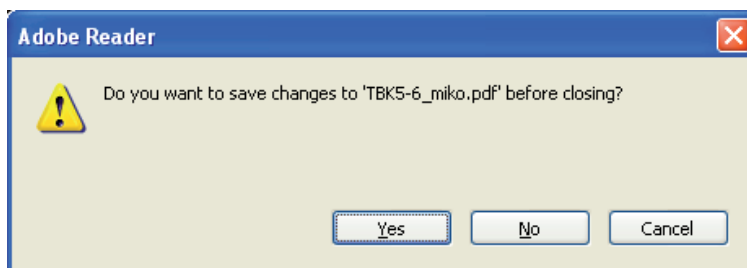 Adobe Reader
Do you want to save changes to 'TBK5-6_miko.pdf' before closing?
Yes No Cancel